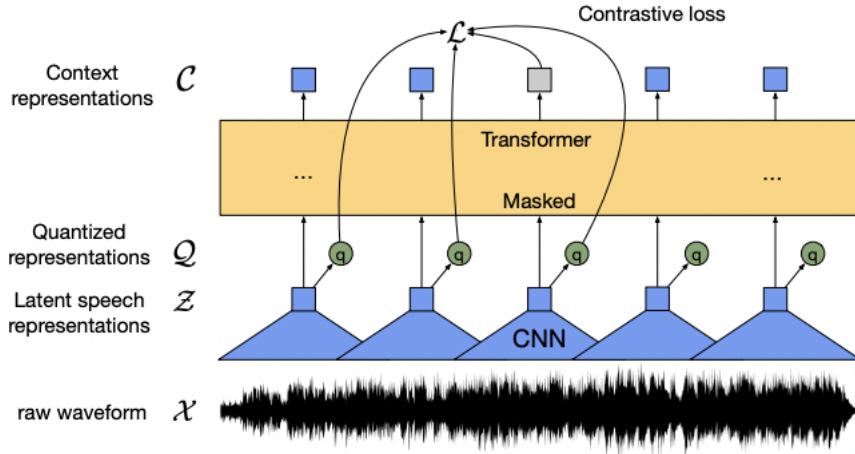 Contrastive loss
ℒ
Context
representations
𝒞
Transformer
...
...
Masked
Quantized
representations
𝒬
q
q
q
q
q
Latent speech
representations
𝒵
CNN
raw waveform
𝒳